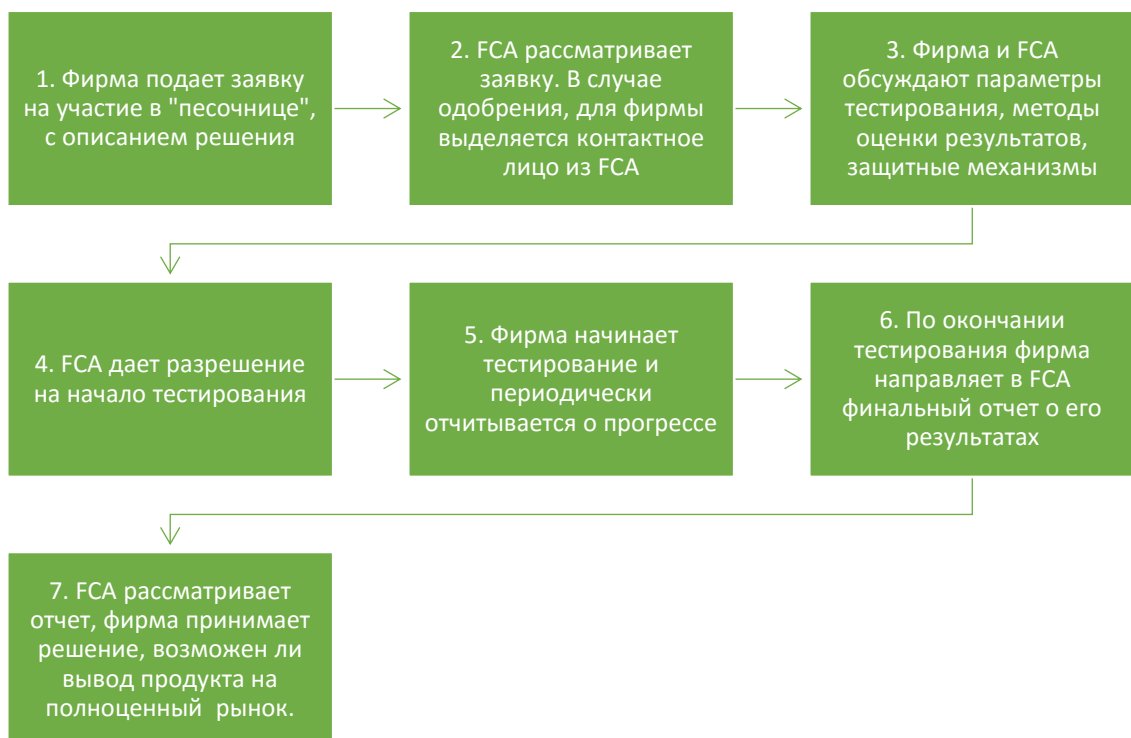 1. Фирма подает заявку
на участие в "песочнице",
с описанием решения
2. FCA рассматривает
заявку. В случае
одобрения, для фирмы
выделяется контактное
лицо из FCA
3. Фирма и FCA
обсуждают параметры
тестирования, методы
оценки результатов,
защитные механизмы
4. FCA дает разрешение
на начало тестирования
5. Фирма начинает
тестирование и
периодически
отчитывается о прогрессе
6. По окончании
тестирования фирма
направляет в FCA
финальный отчет о его
результатах
7. FCA рассматривает
отчет, фирма принимает
решение, возможен ли
вывод продукта на
полноценный  рынок.